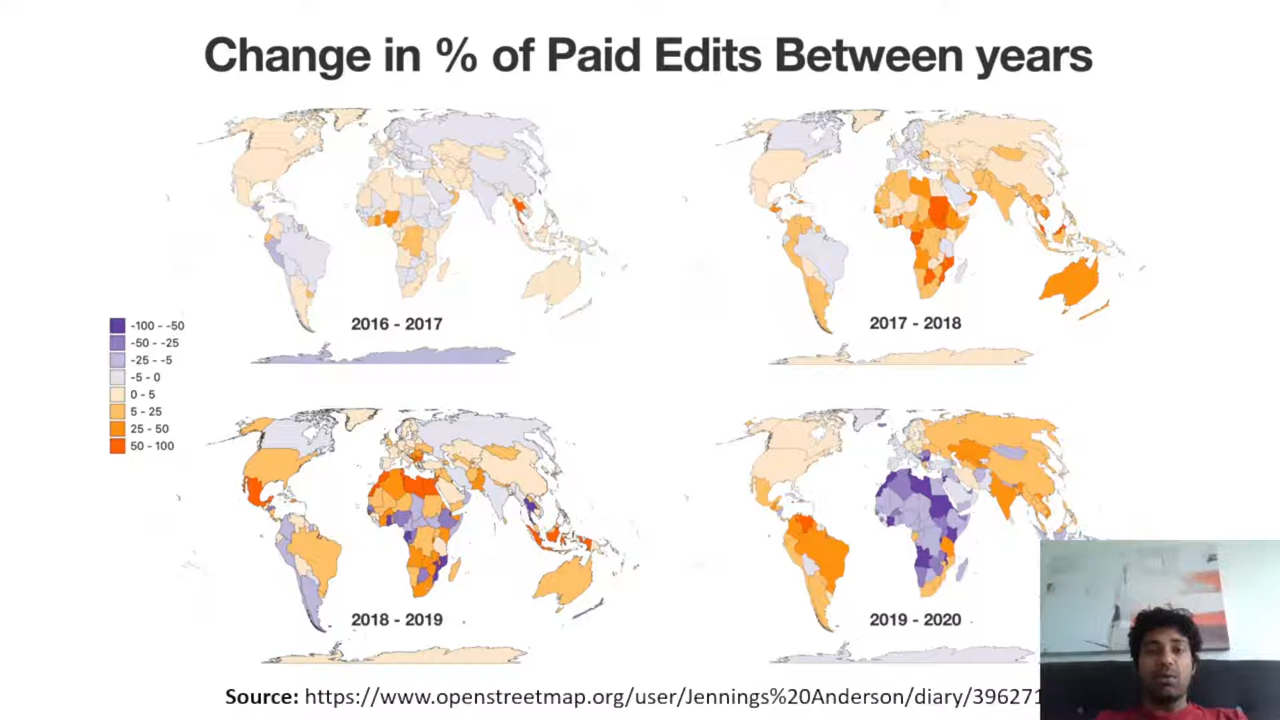 Change in % of Paid Edits Between years
2016 - 2017
2017 - 2018
-100 - -50
-50 - -25
-25 - -5
-5 - 0
0 - 5
5 - 25
25 - 50
50 - 100
2018 - 2019
2019 - 2020
Source: https://www.openstreetmap.org/user/Jennings%20Anderson/diary/396271